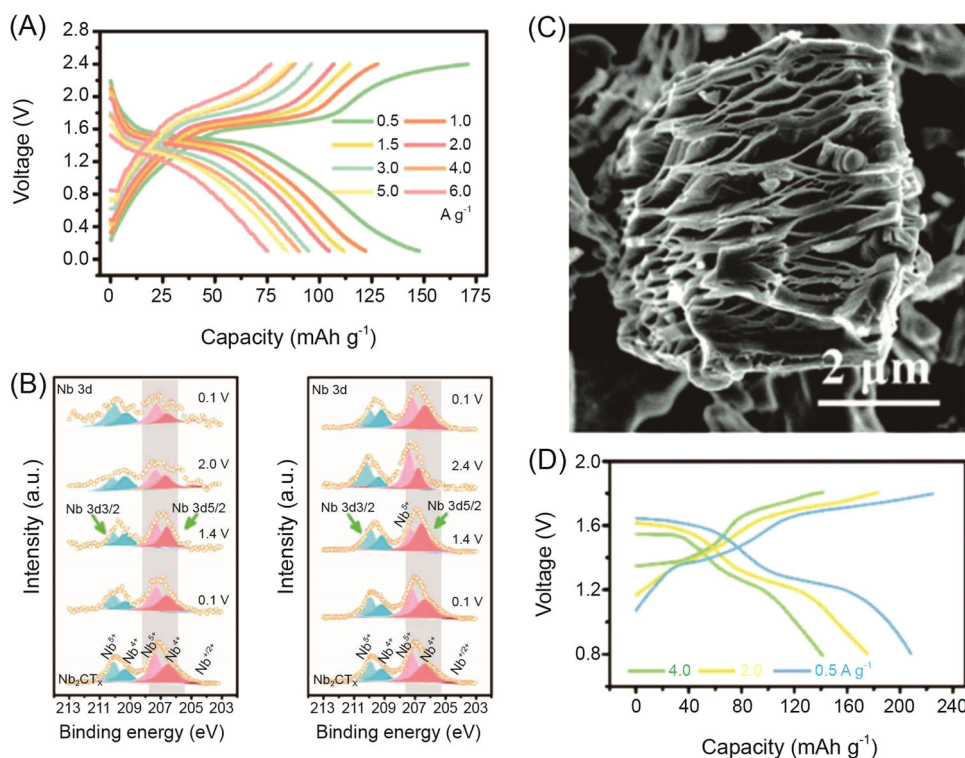 (A)
2.8
2.4
2.0
1.6
1.2
0.8
0.4
0.0
Voltage (V)
0.5 1.0
1.5 2.0
3.0 4.0
5.0 6.0
A g⁻¹
0 25 50 75 100 125 150 175
Capacity (mAh g⁻¹)
(B)
Intensity (a.u.)
Nb 3d
0.1 V
2.0 V
Nb 3d3/2 Nb 3d5/2
1.4 V
0.1 V
Nb⁵⁺ Nb⁴⁺ Nb⁵⁺ Nb⁴⁺ Nb⁺/²⁺
Nb₂CTₓ
213 211 209 207 205 203
Binding energy (eV)
Intensity (a.u.)
Nb 3d
0.1 V
2.4 V
Nb 3d3/2 Nb⁵⁺ Nb 3d5/2
1.4 V
0.1 V
Nb⁵⁺ Nb⁴⁺ Nb⁵⁺ Nb⁴⁺ Nb⁺/²⁺
Nb₂CTₓ
213 211 209 207 205 203
Binding energy (eV)
(C)
2 μm
(D)
2.0
1.6
1.2
0.8
Voltage (V)
4.0 2.0 0.5 A g⁻¹
0 40 80 120 160 200 240
Capacity (mAh g⁻¹)